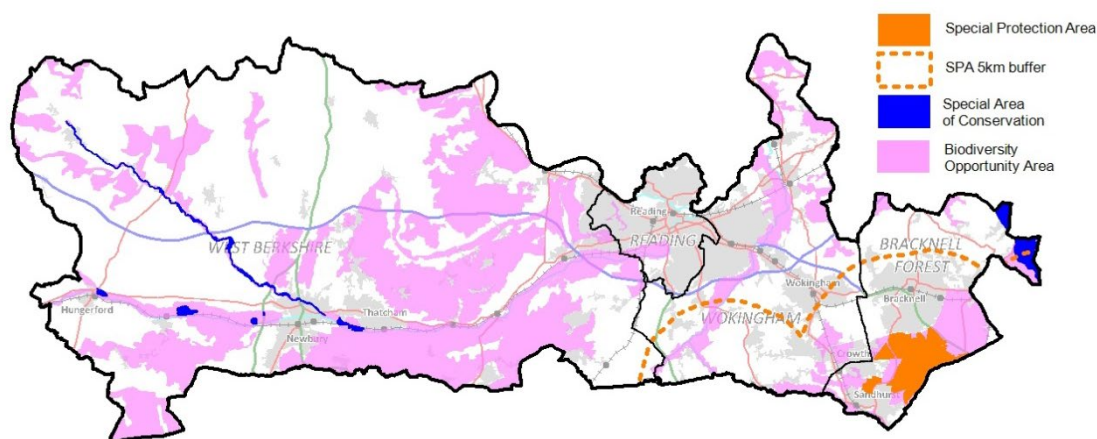 Special Protection Area
SPA 5km buffer
Special Area
of Conservation
Biodiversity
Opportunity Area
Reading
READING
WEST BERKSHIRE
BRACKNELL
FOREST
Wokingham
Bracknell
Hungerford
Thatcham
WOKINGHAM
Newbury
Crowth
Sandhurst